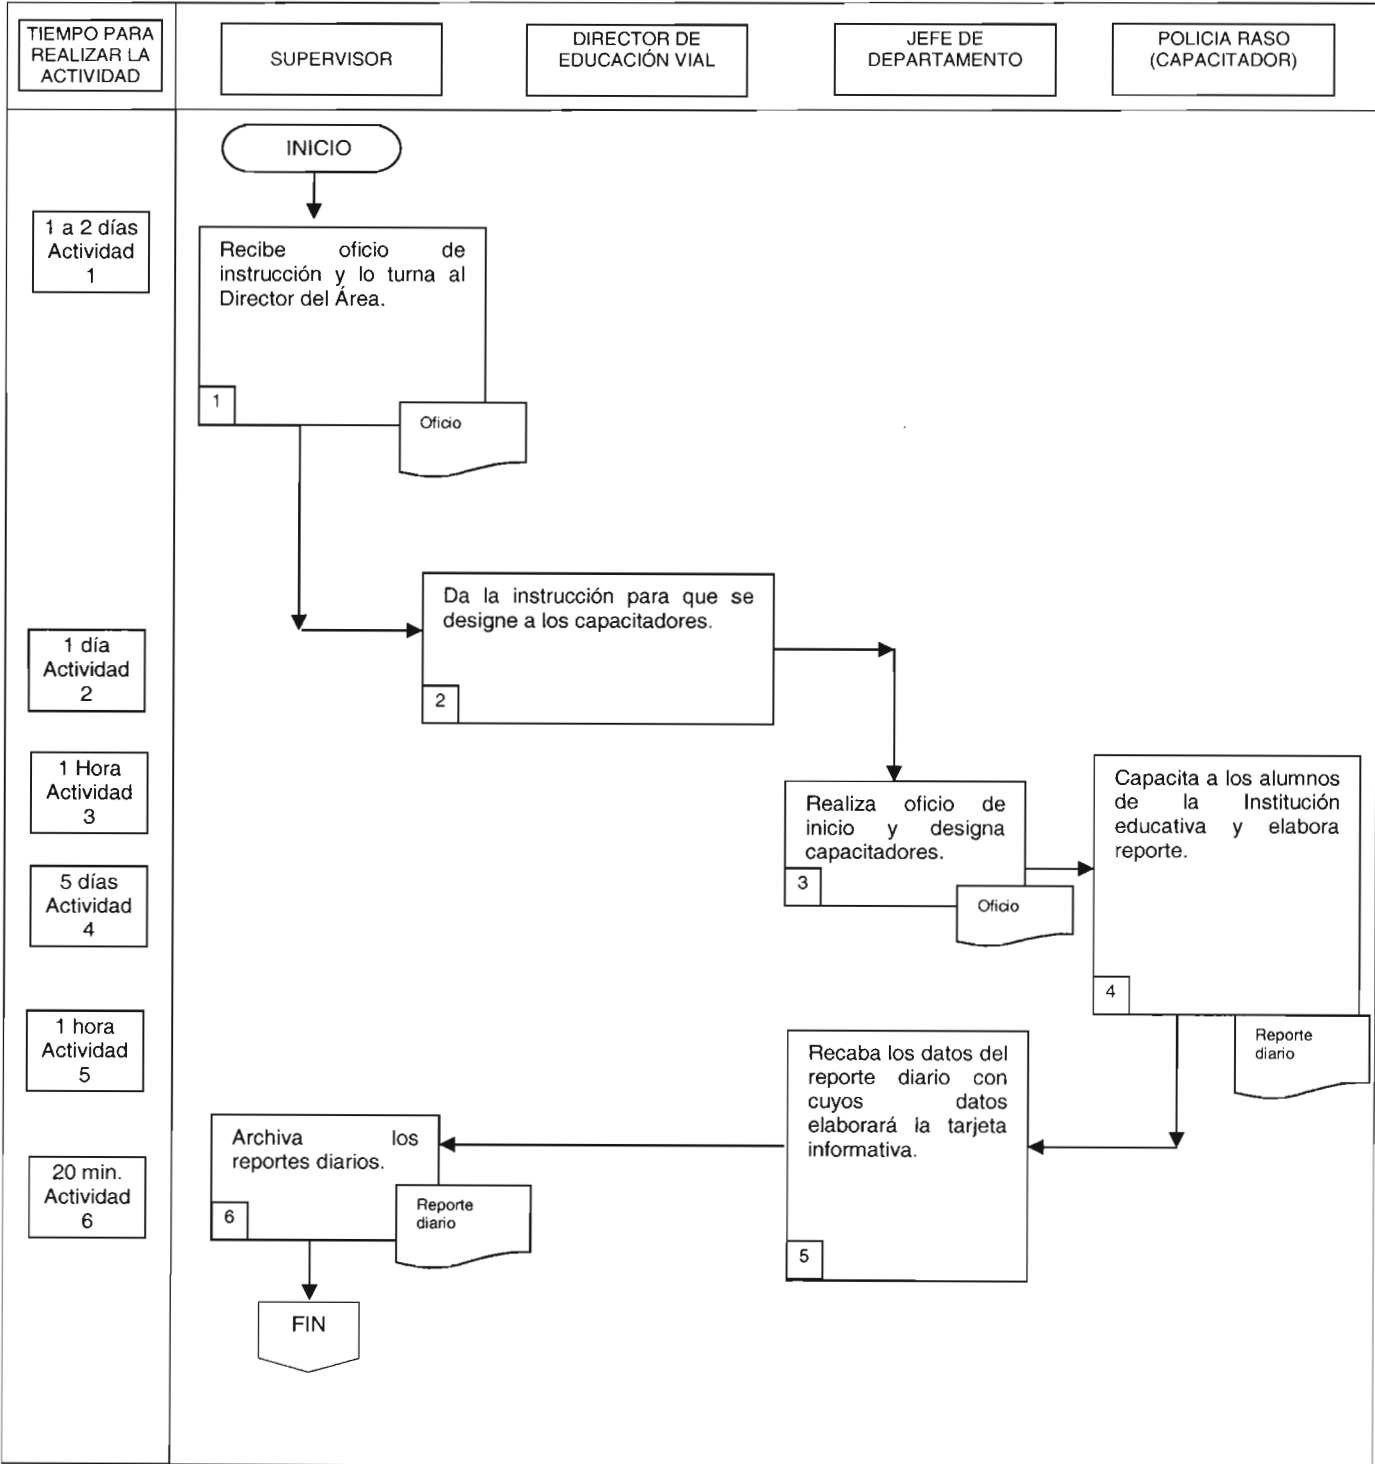 TIEMPO PARA
REALIZAR LA
ACTIVIDAD
SUPERVISOR
DIRECTOR DE
EDUCACIÓN VIAL
JEFE DE
DEPARTAMENTO
POLICIA RASO
(CAPACITADOR)
INICIO
1 a 2 días
Actividad
1
Recibe oficio de
instrucción y lo turna al
Director del Área.
1
Oficio
1 día
Actividad
2
Da la instrucción para que se
designe a los capacitadores.
2
1 Hora
Actividad
3
Realiza oficio de
inicio y designa
capacitadores.
3
Oficio
5 días
Actividad
4
Capacita a los alumnos
de la Institución
educativa y elabora
reporte.
4
Reporte
diario
1 hora
Actividad
5
Recaba los datos del
reporte diario con
cuyos datos
elaborará la tarjeta
informativa.
5
20 min.
Actividad
6
Archiva los
reportes diarios.
6
Reporte
diario
FIN